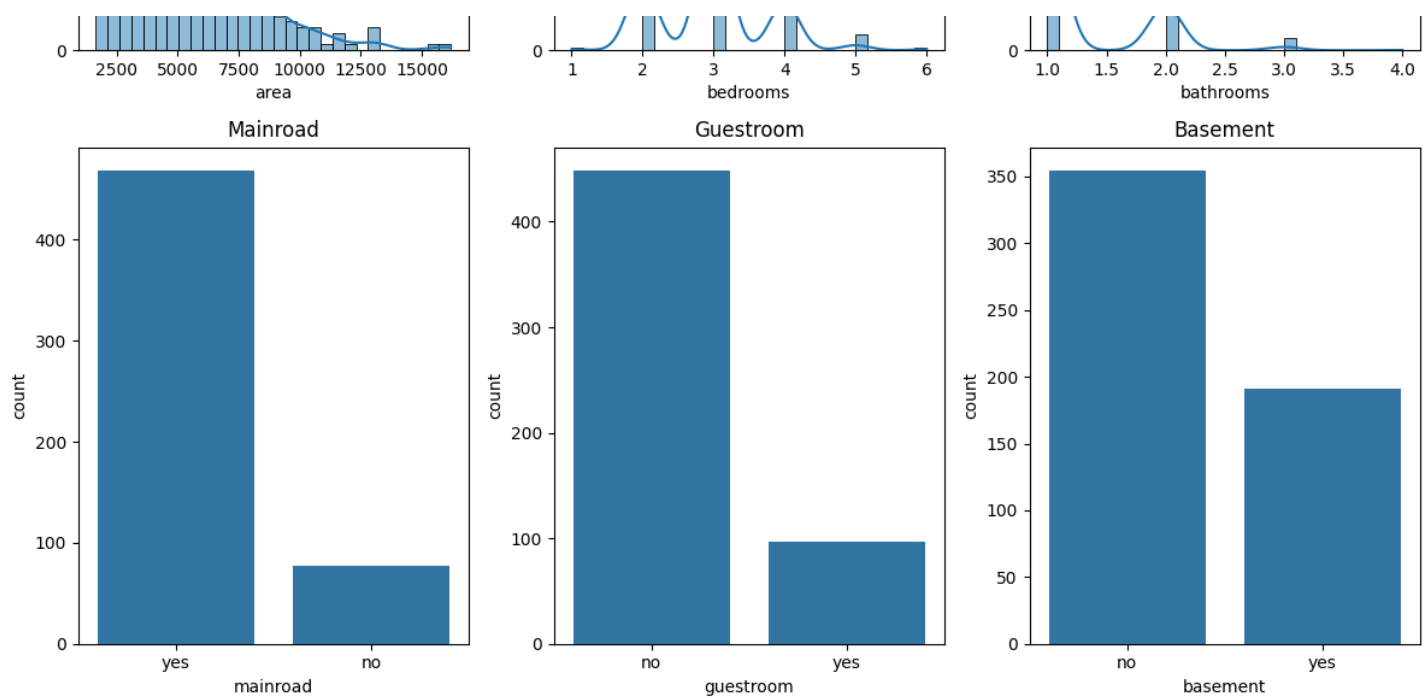 0
2500 5000 7500 10000 12500 15000
area
0
1 2 3 4 5 6
bedrooms
0
1.0 1.5 2.0 2.5 3.0 3.5 4.0
bathrooms
Mainroad
400
300
200
100
0
count
yes no
mainroad
Guestroom
400
300
200
100
0
count
no yes
guestroom
Basement
350
300
250
200
150
100
50
0
count
no yes
basement